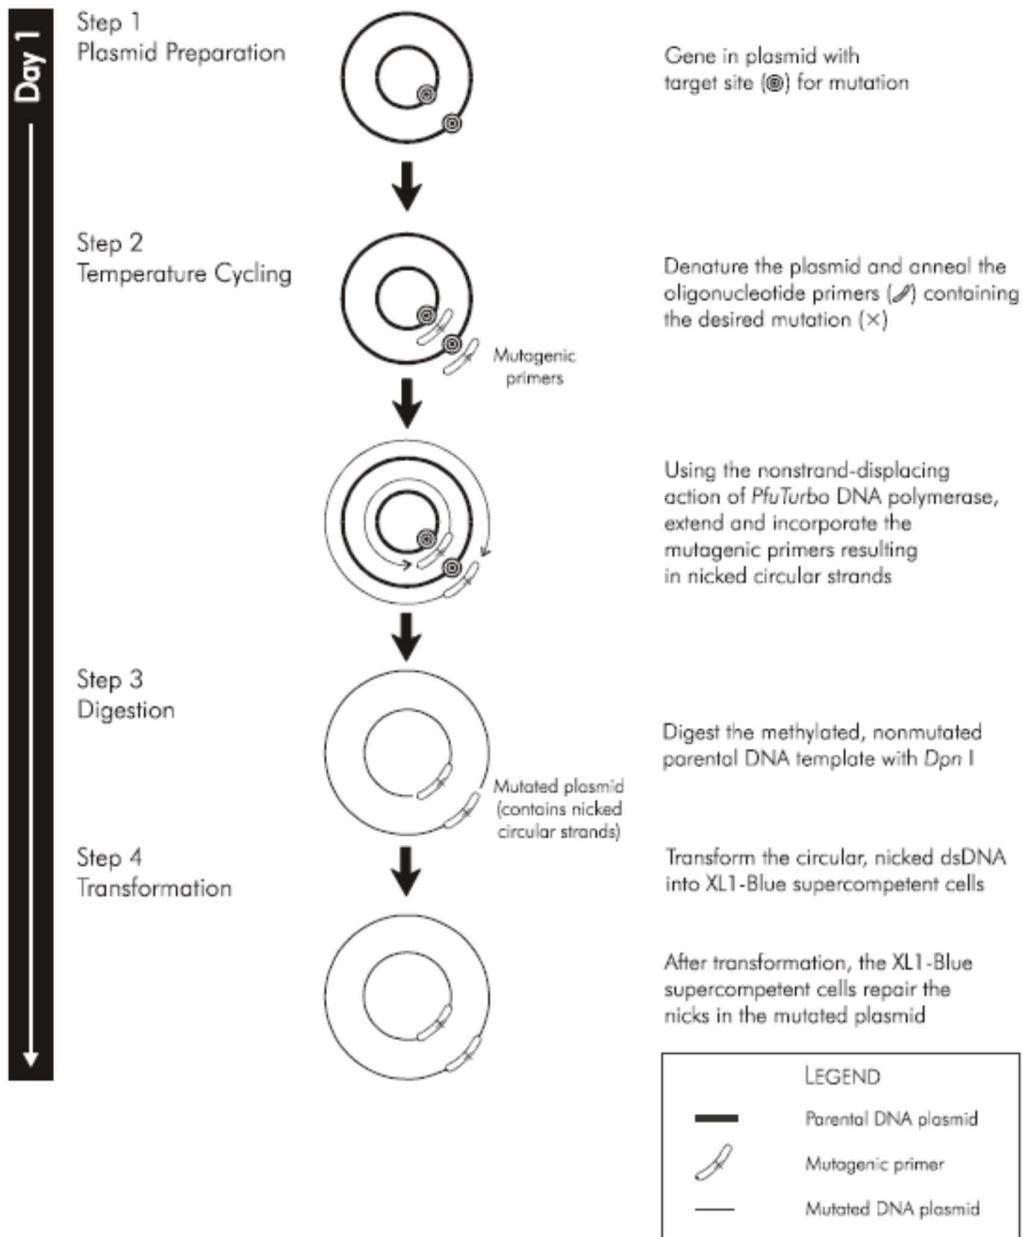 Day 1
Step 1
Plasmid Preparation
Gene in plasmid with
target site (◎) for mutation
Step 2
Temperature Cycling
Denature the plasmid and anneal the
oligonucleotide primers ( ) containing
the desired mutation (×)
Mutagenic
primers
Using the nonstrand-displacing
action of PfuTurbo DNA polymerase,
extend and incorporate the
mutagenic primers resulting
in nicked circular strands
Step 3
Digestion
Digest the methylated, nonmutated
parental DNA template with Dpn I
Mutated plasmid
(contains nicked
circular strands)
Step 4
Transformation
Transform the circular, nicked dsDNA
into XL1-Blue supercompetent cells
After transformation, the XL1-Blue
supercompetent cells repair the
nicks in the mutated plasmid
LEGEND
Parental DNA plasmid
Mutagenic primer
Mutated DNA plasmid